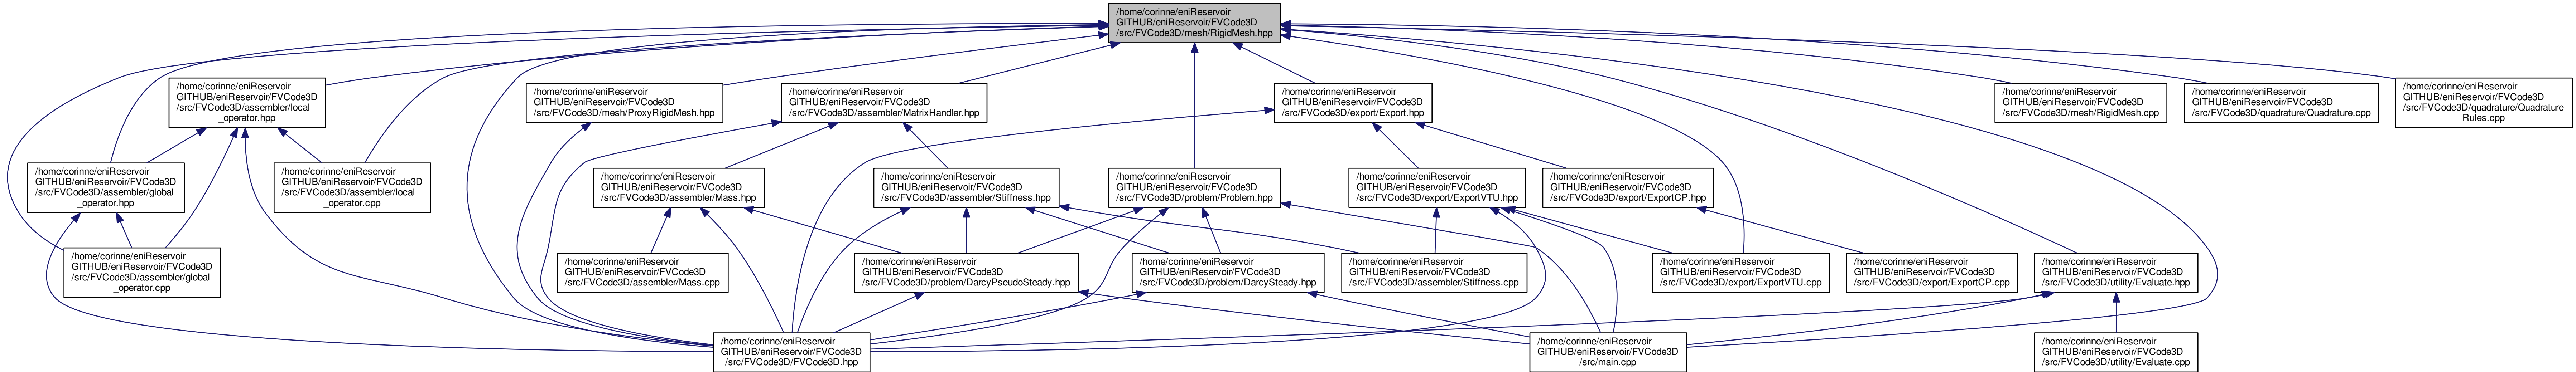 /home/corinne/eniReservoir
GITHUB/eniReservoir/FVCode3D
/src/FVCode3D/mesh/RigidMesh.hpp
/home/corinne/eniReservoir
GITHUB/eniReservoir/FVCode3D
/src/FVCode3D/assembler/local
_operator.hpp
/home/corinne/eniReservoir
GITHUB/eniReservoir/FVCode3D
/src/FVCode3D/mesh/ProxyRigidMesh.hpp
/home/corinne/eniReservoir
GITHUB/eniReservoir/FVCode3D
/src/FVCode3D/assembler/MatrixHandler.hpp
/home/corinne/eniReservoir
GITHUB/eniReservoir/FVCode3D
/src/FVCode3D/export/Export.hpp
/home/corinne/eniReservoir
GITHUB/eniReservoir/FVCode3D
/src/FVCode3D/mesh/RigidMesh.cpp
/home/corinne/eniReservoir
GITHUB/eniReservoir/FVCode3D
/src/FVCode3D/quadrature/Quadrature.cpp
/home/corinne/eniReservoir
GITHUB/eniReservoir/FVCode3D
/src/FVCode3D/quadrature/Quadrature
Rules.cpp
/home/corinne/eniReservoir
GITHUB/eniReservoir/FVCode3D
/src/FVCode3D/assembler/global
_operator.hpp
/home/corinne/eniReservoir
GITHUB/eniReservoir/FVCode3D
/src/FVCode3D/assembler/local
_operator.cpp
/home/corinne/eniReservoir
GITHUB/eniReservoir/FVCode3D
/src/FVCode3D/assembler/Mass.hpp
/home/corinne/eniReservoir
GITHUB/eniReservoir/FVCode3D
/src/FVCode3D/assembler/Stiffness.hpp
/home/corinne/eniReservoir
GITHUB/eniReservoir/FVCode3D
/src/FVCode3D/problem/Problem.hpp
/home/corinne/eniReservoir
GITHUB/eniReservoir/FVCode3D
/src/FVCode3D/export/ExportVTU.hpp
/home/corinne/eniReservoir
GITHUB/eniReservoir/FVCode3D
/src/FVCode3D/export/ExportCP.hpp
/home/corinne/eniReservoir
GITHUB/eniReservoir/FVCode3D
/src/FVCode3D/assembler/global
_operator.cpp
/home/corinne/eniReservoir
GITHUB/eniReservoir/FVCode3D
/src/FVCode3D/assembler/Mass.cpp
/home/corinne/eniReservoir
GITHUB/eniReservoir/FVCode3D
/src/FVCode3D/problem/DarcyPseudoSteady.hpp
/home/corinne/eniReservoir
GITHUB/eniReservoir/FVCode3D
/src/FVCode3D/problem/DarcySteady.hpp
/home/corinne/eniReservoir
GITHUB/eniReservoir/FVCode3D
/src/FVCode3D/assembler/Stiffness.cpp
/home/corinne/eniReservoir
GITHUB/eniReservoir/FVCode3D
/src/FVCode3D/export/ExportVTU.cpp
/home/corinne/eniReservoir
GITHUB/eniReservoir/FVCode3D
/src/FVCode3D/export/ExportCP.cpp
/home/corinne/eniReservoir
GITHUB/eniReservoir/FVCode3D
/src/FVCode3D/utility/Evaluate.hpp
/home/corinne/eniReservoir
GITHUB/eniReservoir/FVCode3D
/src/FVCode3D/FVCode3D.hpp
/home/corinne/eniReservoir
GITHUB/eniReservoir/FVCode3D
/src/main.cpp
/home/corinne/eniReservoir
GITHUB/eniReservoir/FVCode3D
/src/FVCode3D/utility/Evaluate.cpp